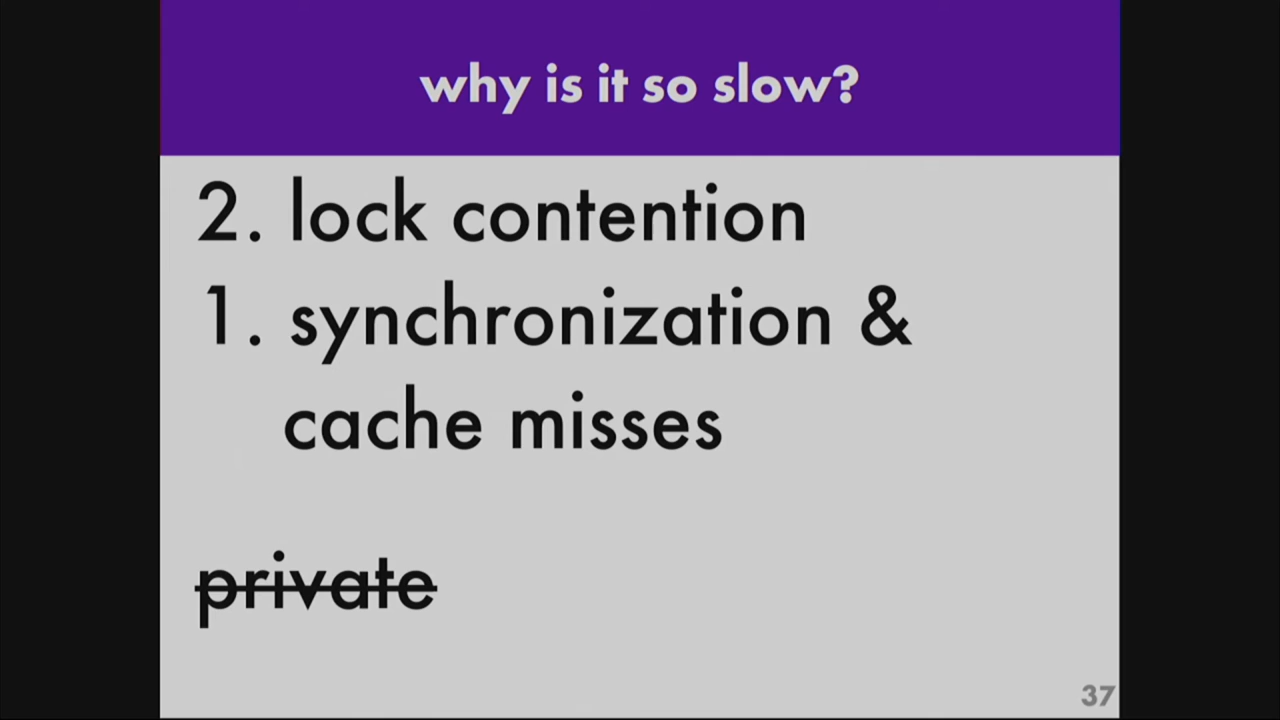 why is it so slow?
2. lock contention
1. synchronization &
cache misses
private
37